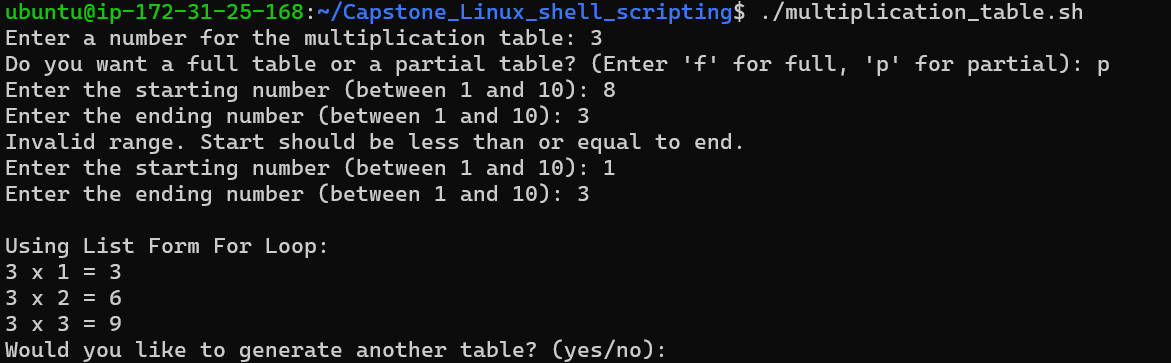 ubuntu@ip-172-31-25-168:~/Capstone_Linux_shell_scripting$ ./multiplication_table.sh
Enter a number for the multiplication table: 3
Do you want a full table or a partial table? (Enter 'f' for full, 'p' for partial): p
Enter the starting number (between 1 and 10): 8
Enter the ending number (between 1 and 10): 3
Invalid range. Start should be less than or equal to end.
Enter the starting number (between 1 and 10): 1
Enter the ending number (between 1 and 10): 3
Using List Form For Loop:
3 x 1 = 3
3 x 2 = 6
3 x 3 = 9
Would you like to generate another table? (yes/no):